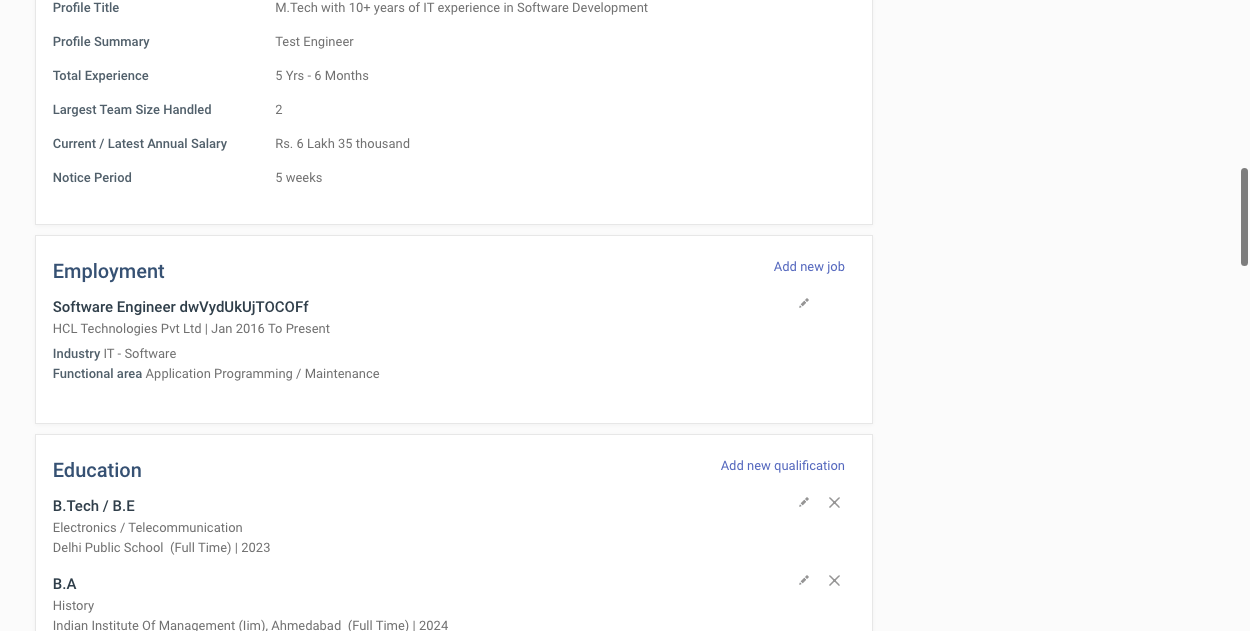 Profile Title M.Tech with 10+ years of IT experience in Software Development
Profile Summary Test Engineer
Total Experience 5 Yrs - 6 Months
Largest Team Size Handled 2
Current / Latest Annual Salary Rs. 6 Lakh 35 thousand
Notice Period 5 weeks
Employment Add new job
Software Engineer dwVydUkUjTOCOFf
HCL Technologies Pvt Ltd | Jan 2016 To Present
Industry IT - Software
Functional area Application Programming / Maintenance
Education Add new qualification
B.Tech / B.E
Electronics / Telecommunication
Delhi Public School (Full Time) | 2023
B.A
History
Indian Institute Of Management (Iim), Ahmedabad (Full Time) | 2024